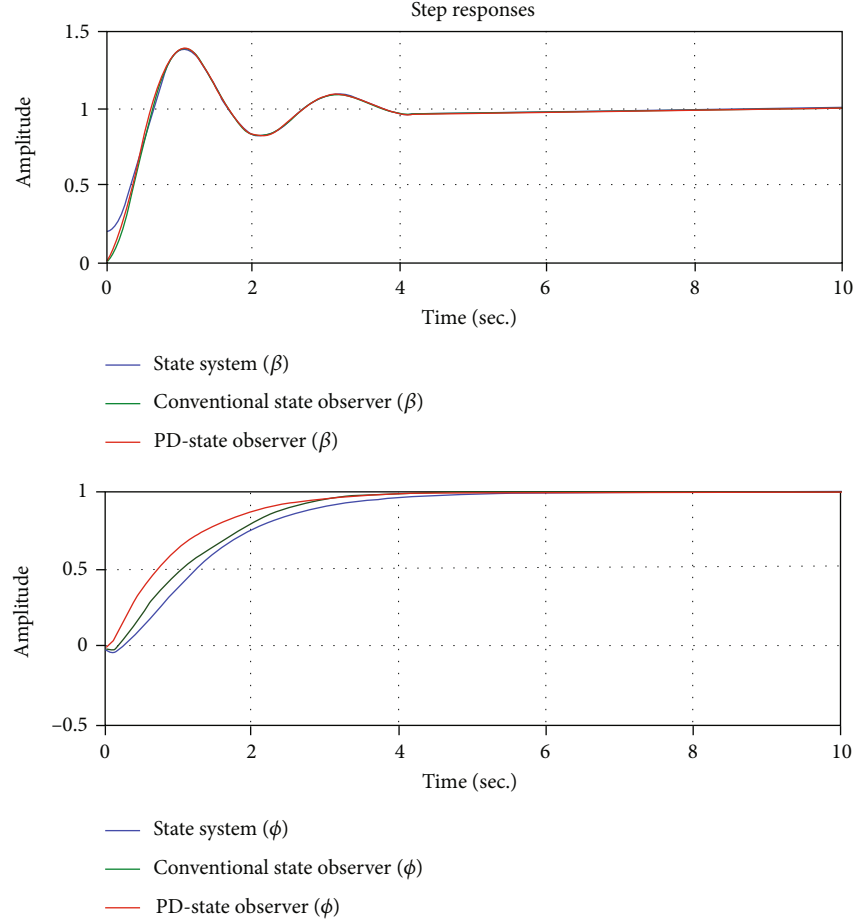 Step responses
1.5
1
0.5
0
Amplitude
0 2 4 6 8 10
Time (sec.)
State system (β)
Conventional state observer (β)
PD-state observer (β)
1
0.5
0
–0.5
Amplitude
0 2 4 6 8 10
Time (sec.)
State system (ϕ)
Conventional state observer (ϕ)
PD-state observer (ϕ)